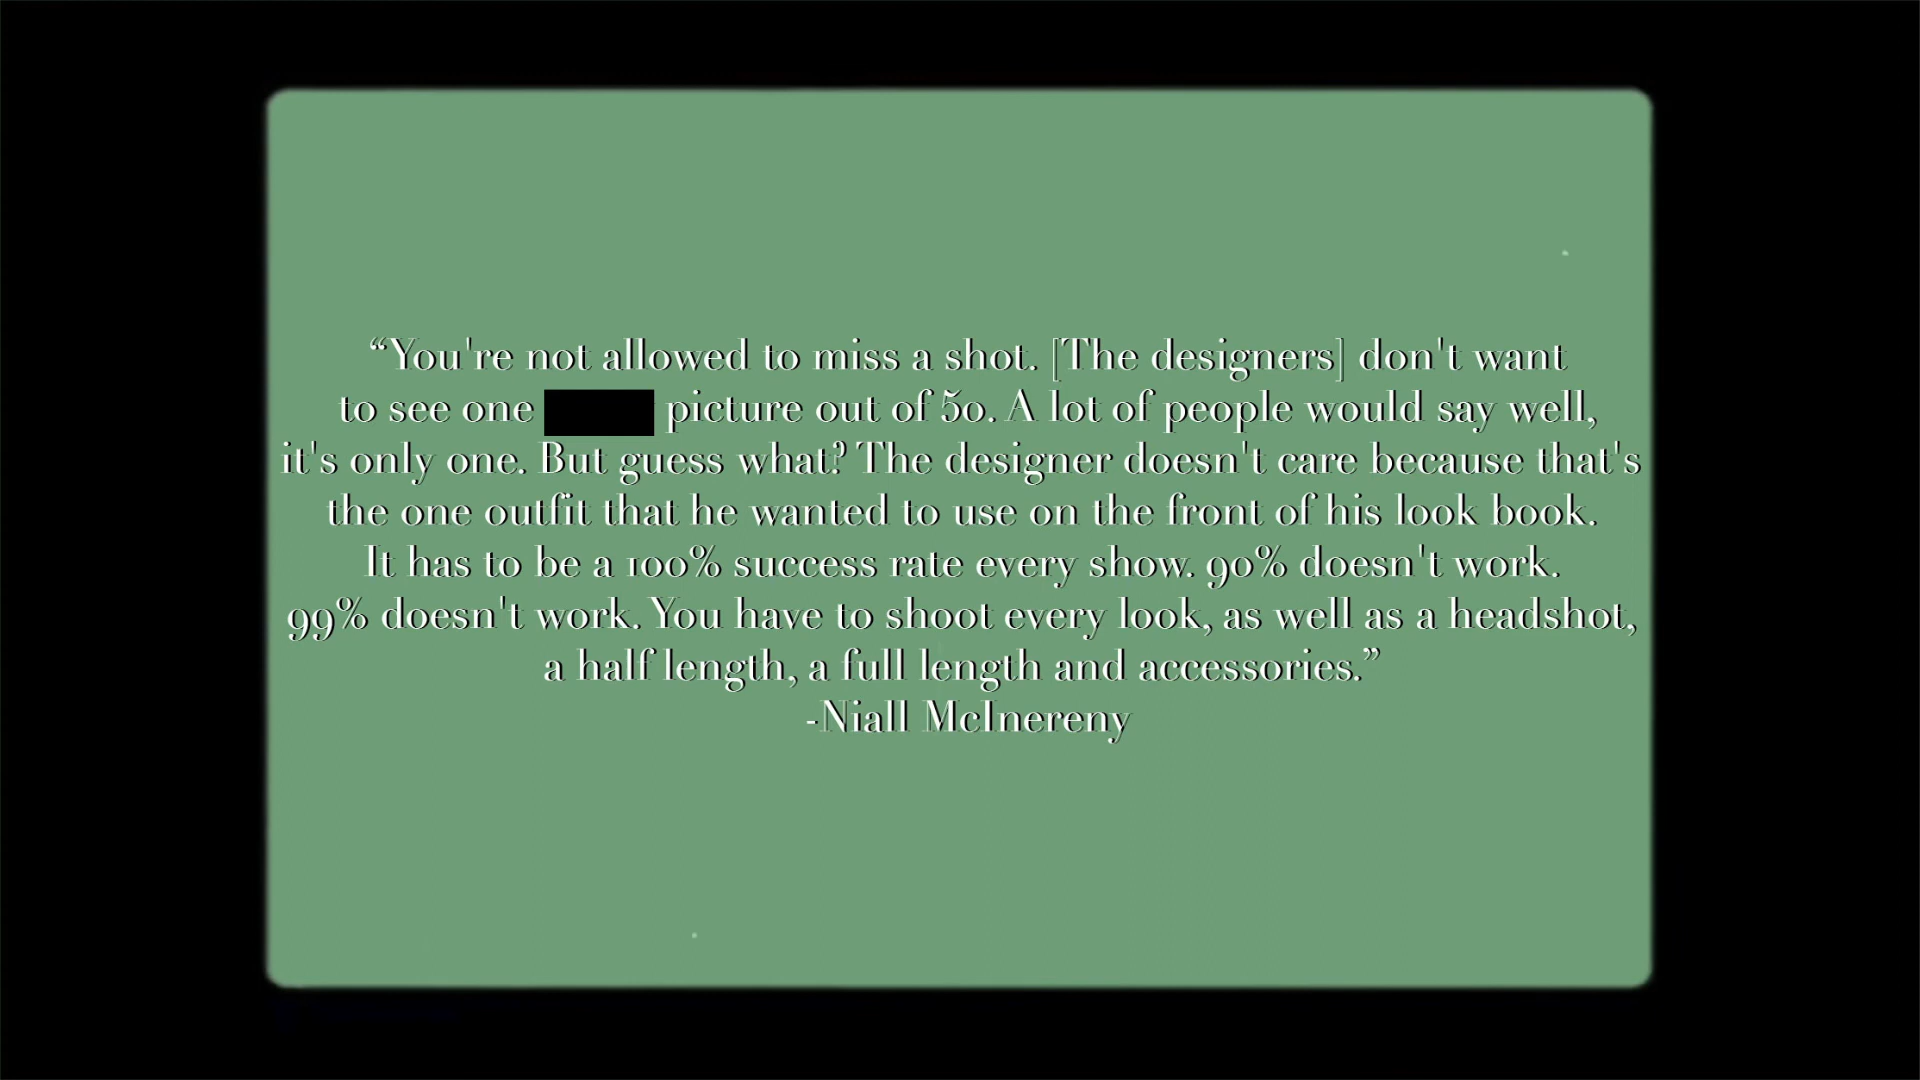 “You're not allowed to miss a shot. [The designers] don't want
to see one picture out of 50. A lot of people would say well,
it's only one. But guess what? The designer doesn't care because that's
the one outfit that he wanted to use on the front of his look book.
It has to be a 100% success rate every show. 90% doesn't work.
99% doesn't work. You have to shoot every look, as well as a headshot,
a half length, a full length and accessories.”
-Niall McInereny